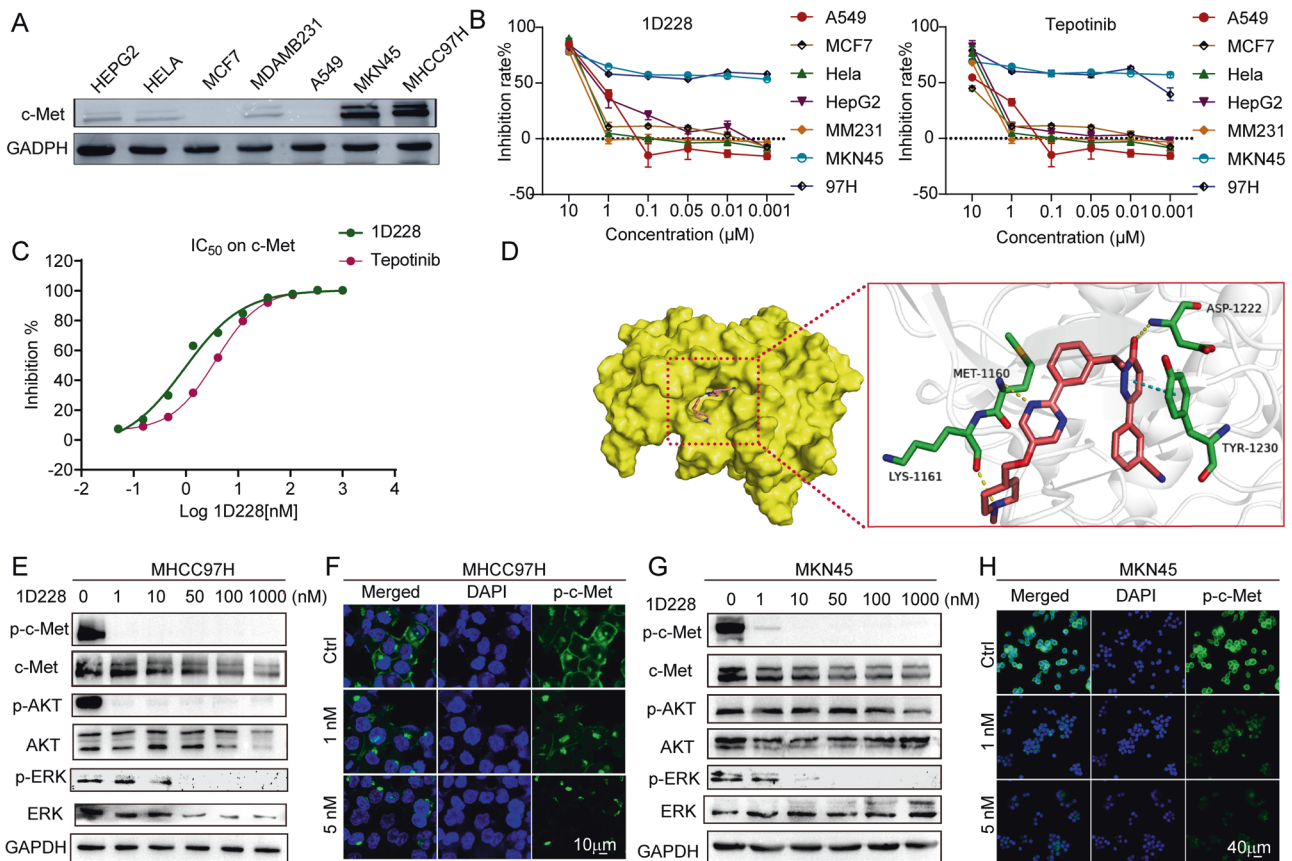 A
HEPG2
HELA
MCF7
MDAMB231
A549
MKN45
MHCC97H
c-Met
GADPH
B
1D228
Inhibition rate%
100
50
0
-50
10 1 0.1 0.05 0.01 0.001
Concentration (μM)
A549
MCF7
Hela
HepG2
MM231
MKN45
97H
Tepotinib
Inhibition rate%
100
50
0
-50
10 1 0.1 0.05 0.01 0.001
Concentration (μM)
A549
MCF7
Hela
HepG2
MM231
MKN45
97H
C
IC50 on c-Met
1D228
Tepotinib
Inhibition %
120
100
80
60
40
20
0
-20
-2 -1 0 1 2 3 4
Log 1D228[nM]
D
ASP-1222
MET-1160
TYR-1230
LYS-1161
E
MHCC97H
1D228 0 1 10 50 100 1000 (nM)
p-c-Met
c-Met
p-AKT
AKT
p-ERK
ERK
GAPDH
F
MHCC97H
Merged DAPI p-c-Met
Ctrl
1 nM
5 nM
10μm
G
MKN45
1D228 0 1 10 50 100 1000 (nM)
p-c-Met
c-Met
p-AKT
AKT
p-ERK
ERK
GAPDH
H
MKN45
Merged DAPI p-c-Met
Ctrl
1 nM
5 nM
40μm